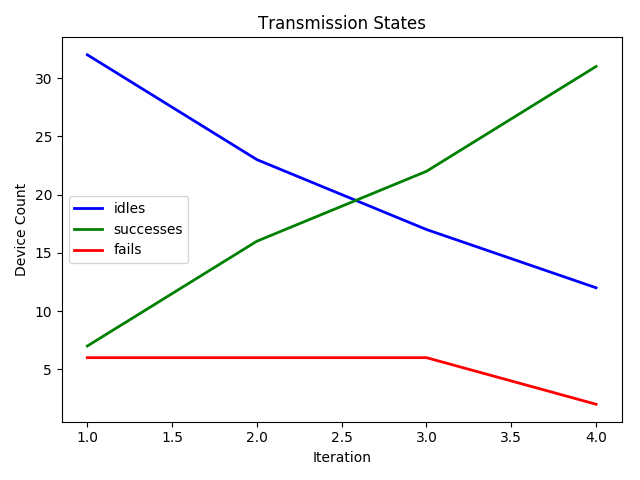 Transmission States
Device Count
30
25
20
15
10
5
idles
successes
fails
1.0 1.5 2.0 2.5 3.0 3.5 4.0
Iteration